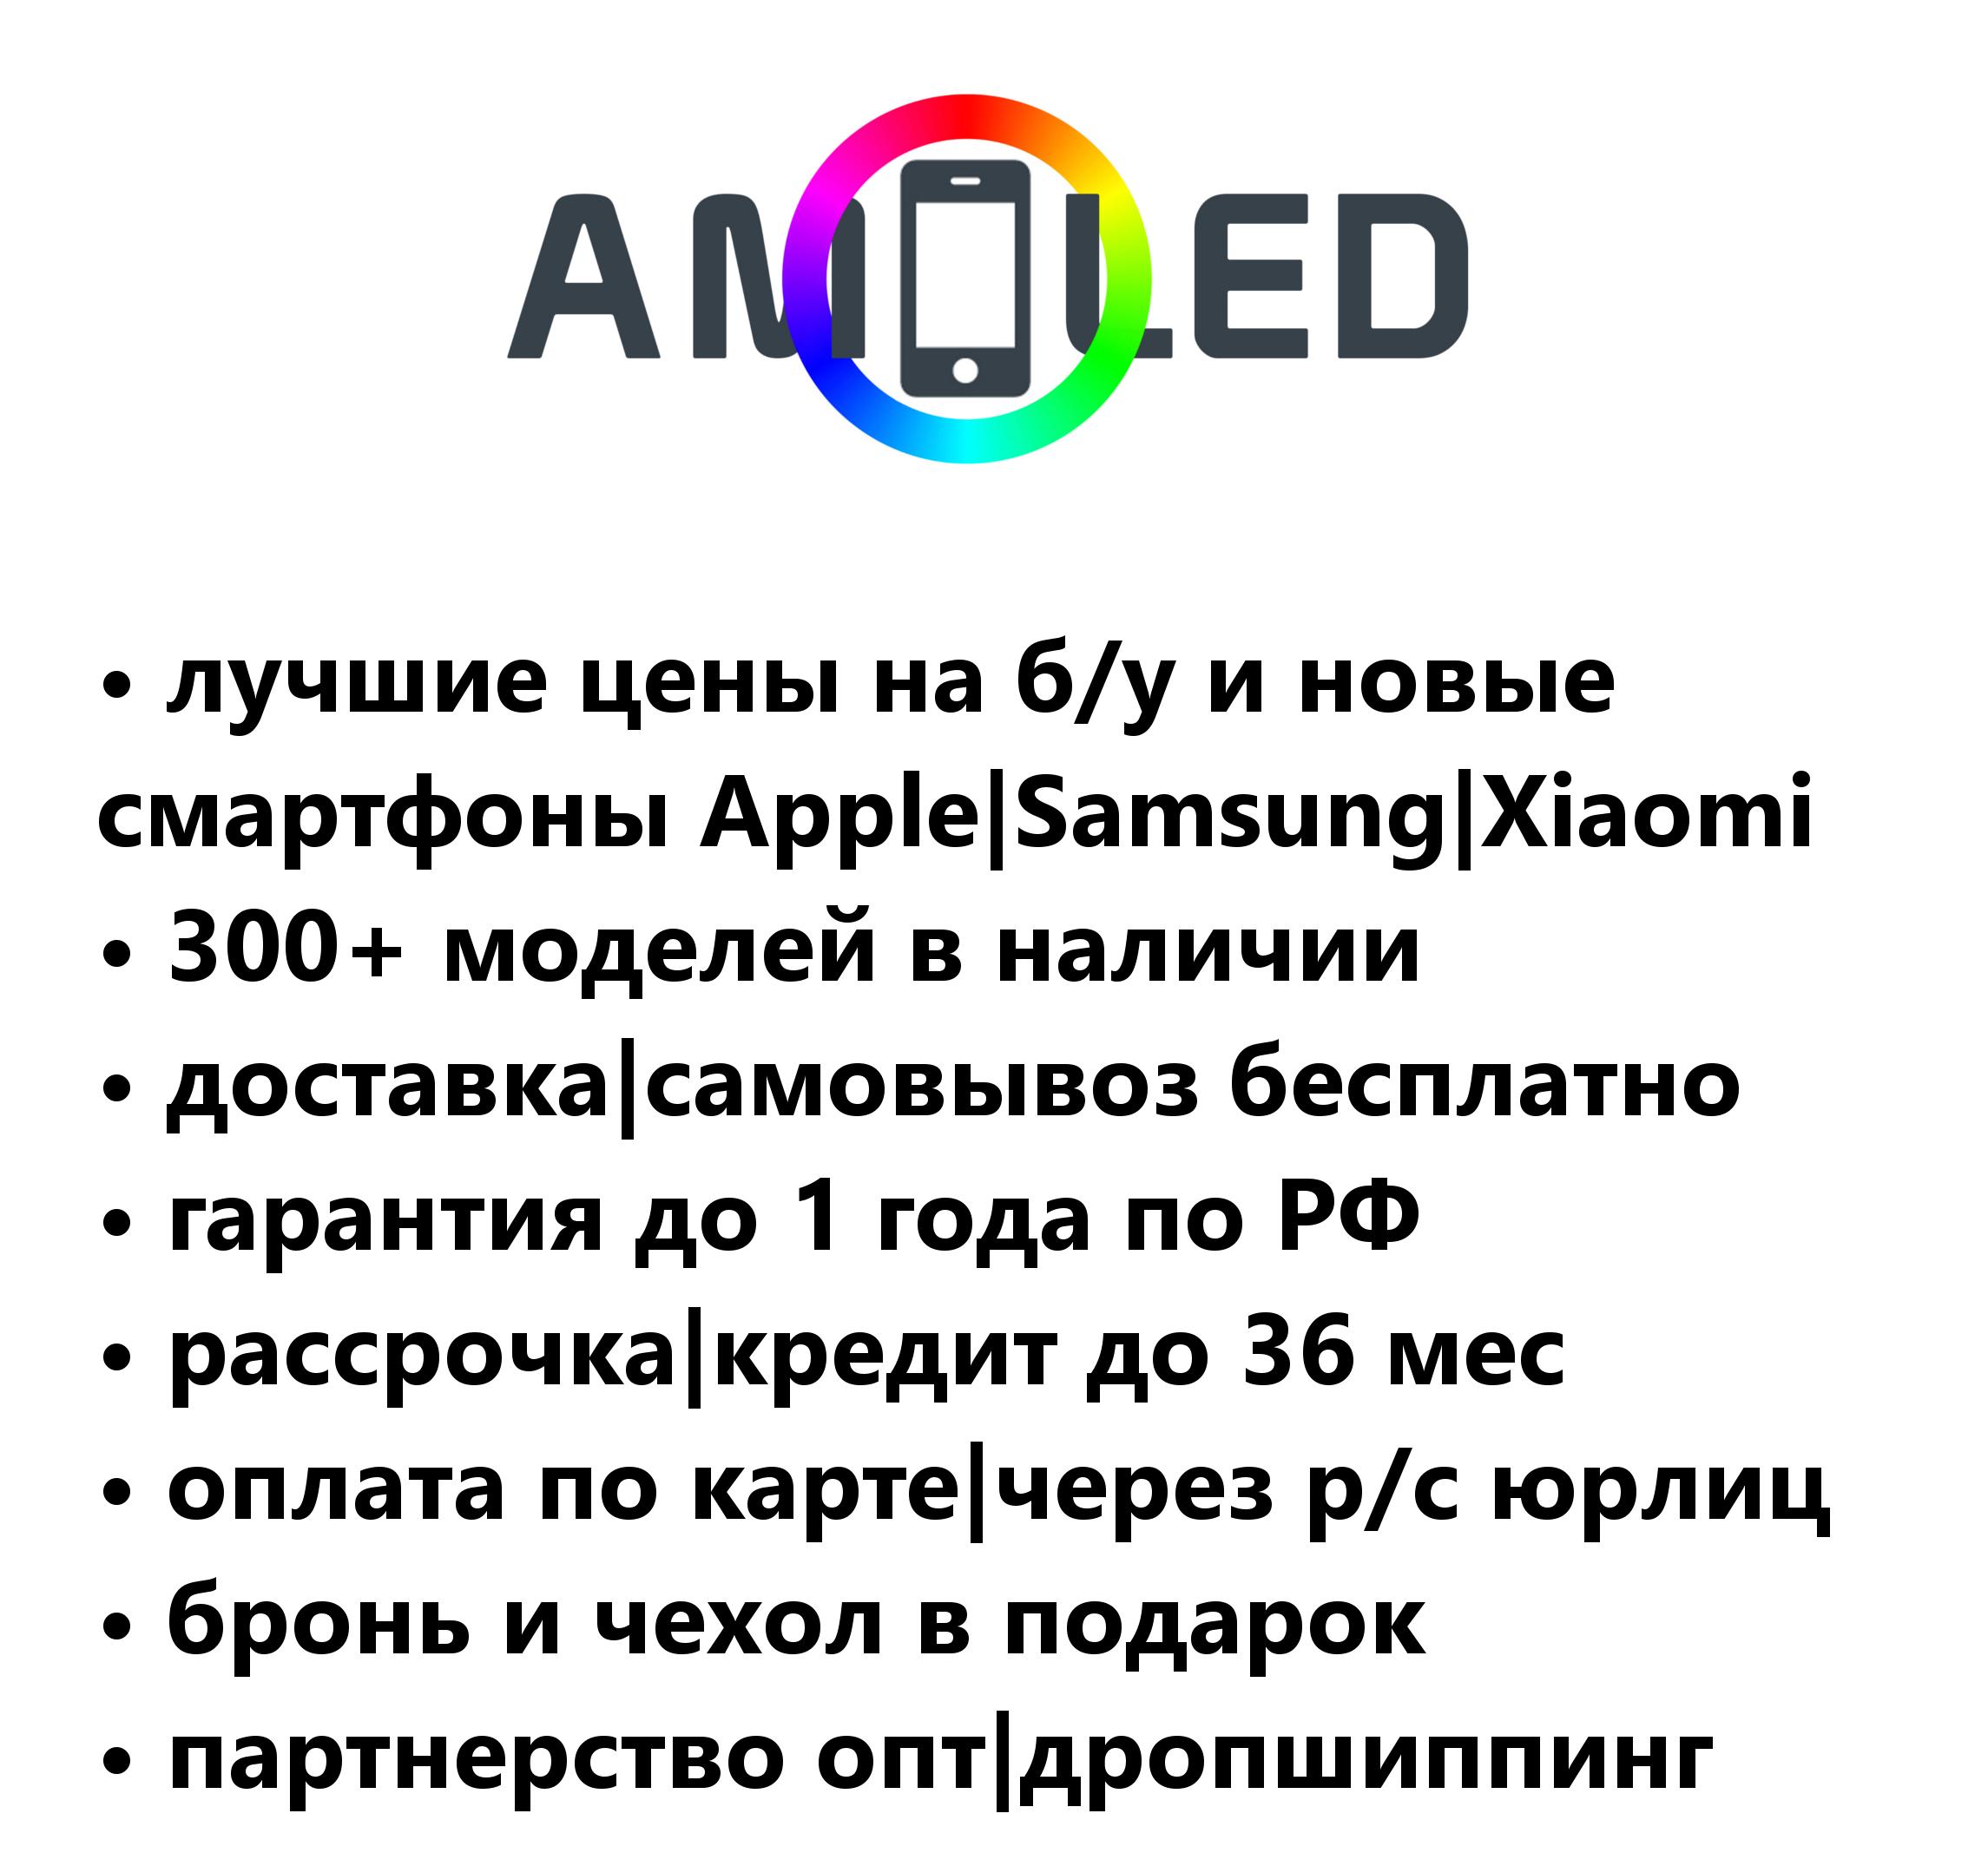 AMOLED
• лучшие цены на б/у и новые
смартфоны Apple|Samsung|Xiaomi
• 300+ моделей в наличии
• доставка|самовывоз бесплатно
• гарантия до 1 года по РФ
• рассрочка|кредит до 36 мес
• оплата по карте|через р/с юрлиц
• бронь и чехол в подарок
• партнерство опт|дропшиппинг